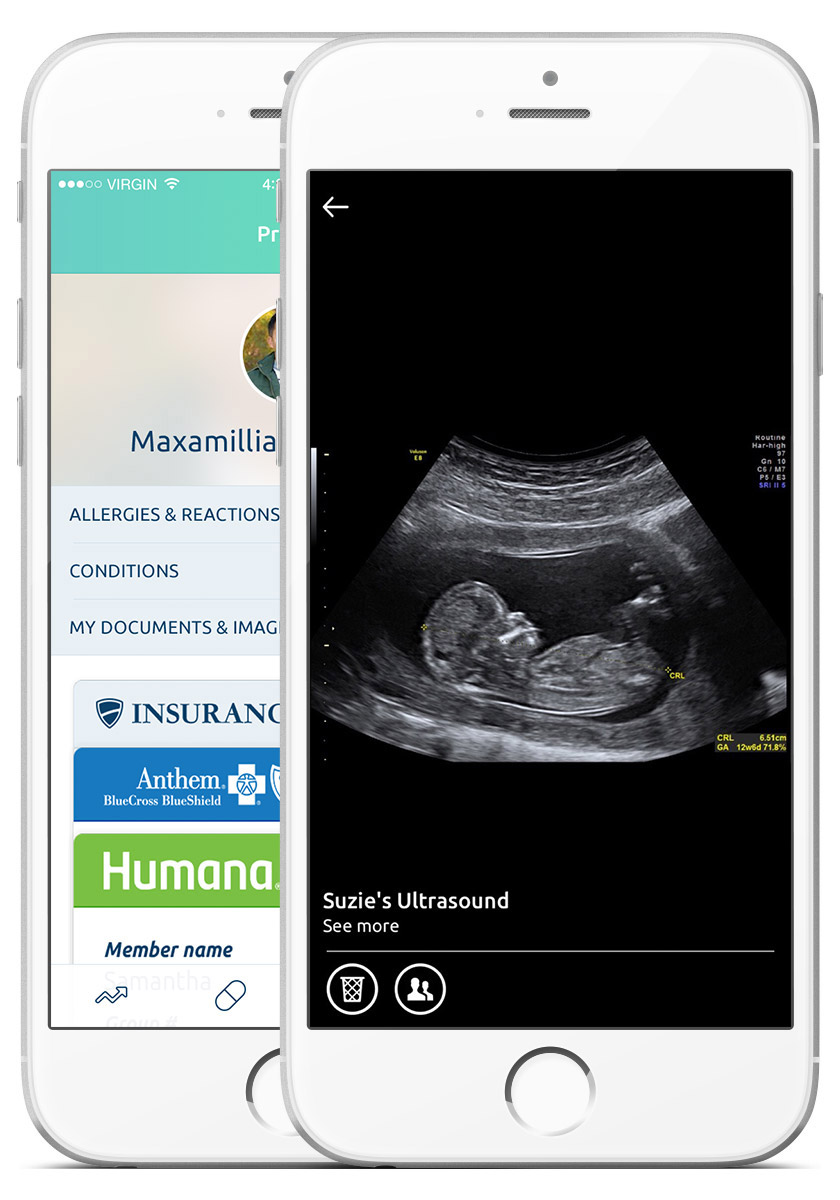 VIRGIN
4:3
Pr
Maxamillia
ALLERGIES & REACTIONS
CONDITIONS
MY DOCUMENTS & IMAG
INSURANC
Anthem®
BlueCross BlueShield
Humana®
Member name
Samantha
Group #
Voluson
E8
Routine
Har-high
97
Gn 10
C6 / M7
P5 / E3
SRI II 5
CRL
CRL 6.51cm
GA 12w6d 71.8%
Suzie's Ultrasound
See more